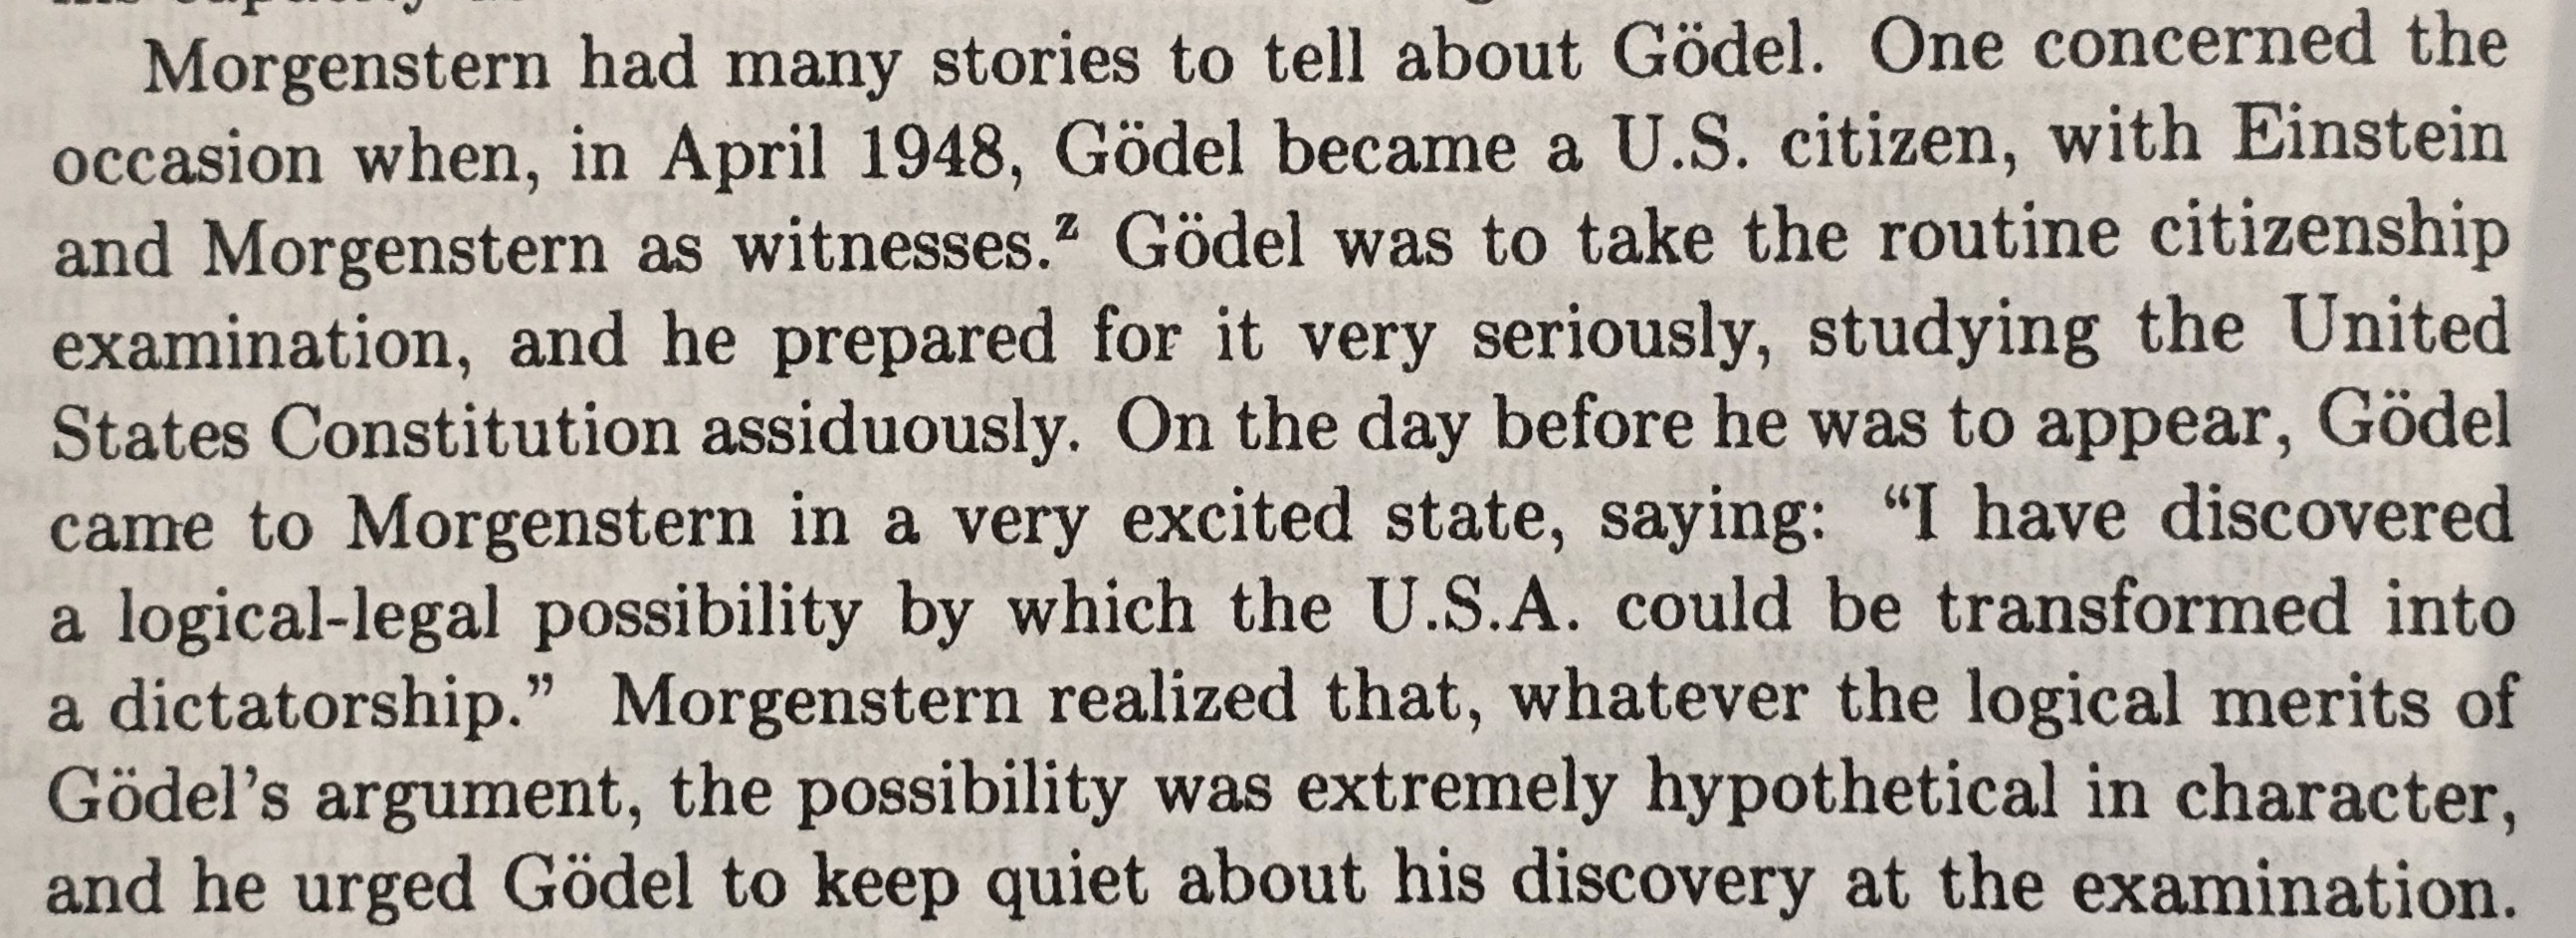 Morgenstern had many stories to tell about Gödel. One concerned the
occasion when, in April 1948, Gödel became a U.S. citizen, with Einstein
and Morgenstern as witnesses.ᶻ Gödel was to take the routine citizenship
examination, and he prepared for it very seriously, studying the United
States Constitution assiduously. On the day before he was to appear, Gödel
came to Morgenstern in a very excited state, saying: “I have discovered
a logical-legal possibility by which the U.S.A. could be transformed into
a dictatorship.” Morgenstern realized that, whatever the logical merits of
Gödel’s argument, the possibility was extremely hypothetical in character,
and he urged Gödel to keep quiet about his discovery at the examination.